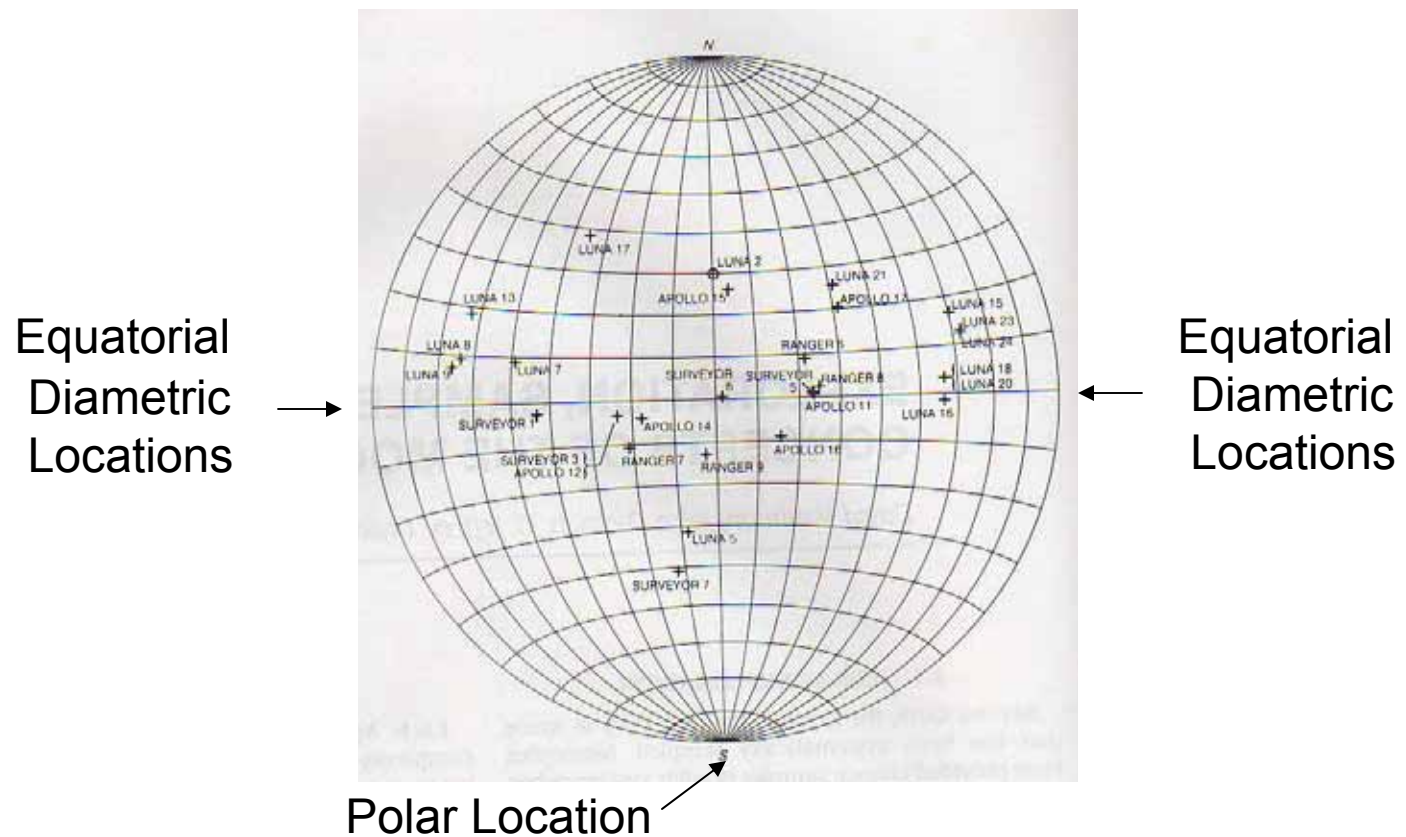 N
LUNA 17
LUNA 2
LUNA 21
APOLLO 15
APOLLO 17
LUNA 13
LUNA 15
LUNA 23
LUNA 24
LUNA 8
RANGER 6
LUNA 9
LUNA 7
SURVEYOR
6
SURVEYOR
5
RANGER 8
LUNA 18
LUNA 20
APOLLO 11
LUNA 16
SURVEYOR 1
APOLLO 14
APOLLO 16
SURVEYOR 3
APOLLO 12
RANGER 7
RANGER 9
LUNA 5
SURVEYOR 7
S
Equatorial
Diametric
Locations
Equatorial
Diametric
Locations
Polar Location